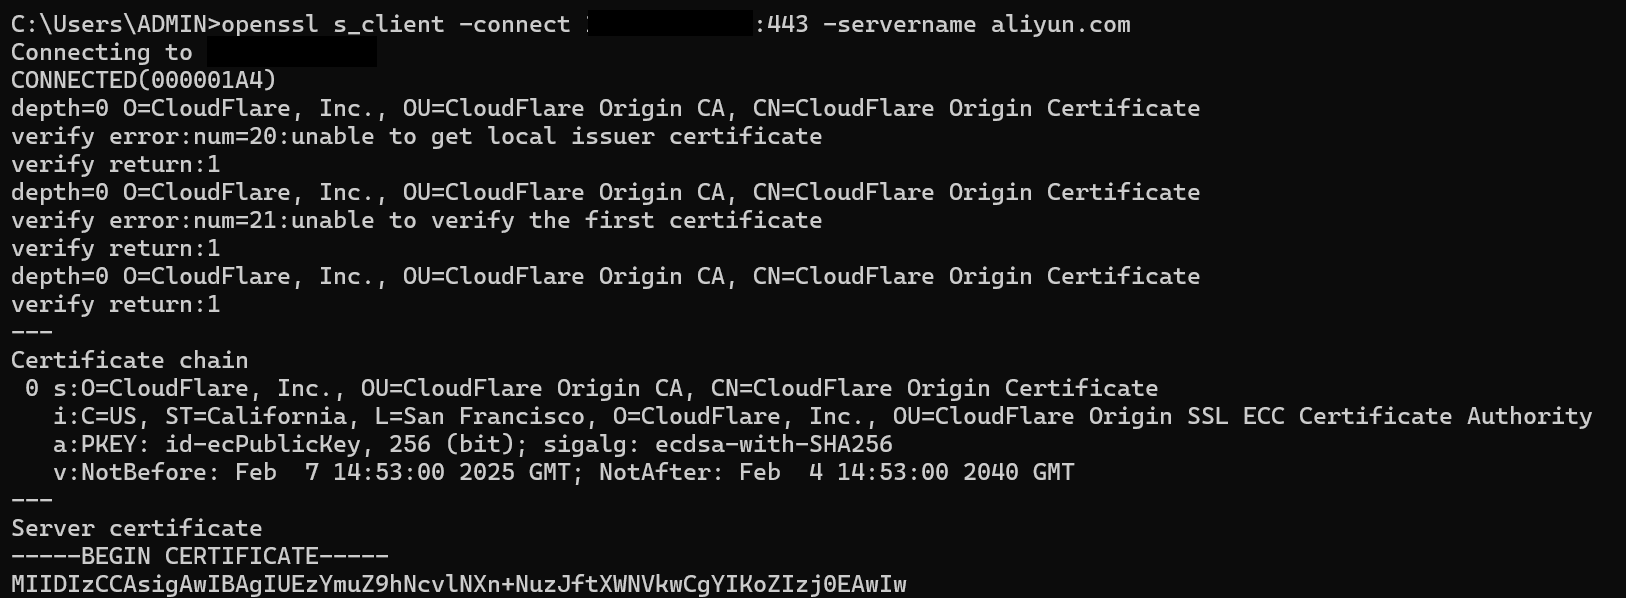 C:\Users\ADMIN>openssl s_client -connect :443 -servername aliyun.com
Connecting to
CONNECTED(000001A4)
depth=0 O=CloudFlare, Inc., OU=CloudFlare Origin CA, CN=CloudFlare Origin Certificate
verify error:num=20:unable to get local issuer certificate
verify return:1
depth=0 O=CloudFlare, Inc., OU=CloudFlare Origin CA, CN=CloudFlare Origin Certificate
verify error:num=21:unable to verify the first certificate
verify return:1
depth=0 O=CloudFlare, Inc., OU=CloudFlare Origin CA, CN=CloudFlare Origin Certificate
verify return:1
---
Certificate chain
 0 s:O=CloudFlare, Inc., OU=CloudFlare Origin CA, CN=CloudFlare Origin Certificate
   i:C=US, ST=California, L=San Francisco, O=CloudFlare, Inc., OU=CloudFlare Origin SSL ECC Certificate Authority
   a:PKEY: id-ecPublicKey, 256 (bit); sigalg: ecdsa-with-SHA256
   v:NotBefore: Feb  7 14:53:00 2025 GMT; NotAfter: Feb  4 14:53:00 2040 GMT
---
Server certificate
-----BEGIN CERTIFICATE-----
MIIDIzCCAsigAwIBAgIUEzYmuZ9hNcvlNXn+NuzJftXWNVkwCgYIKoZIzj0EAwIw